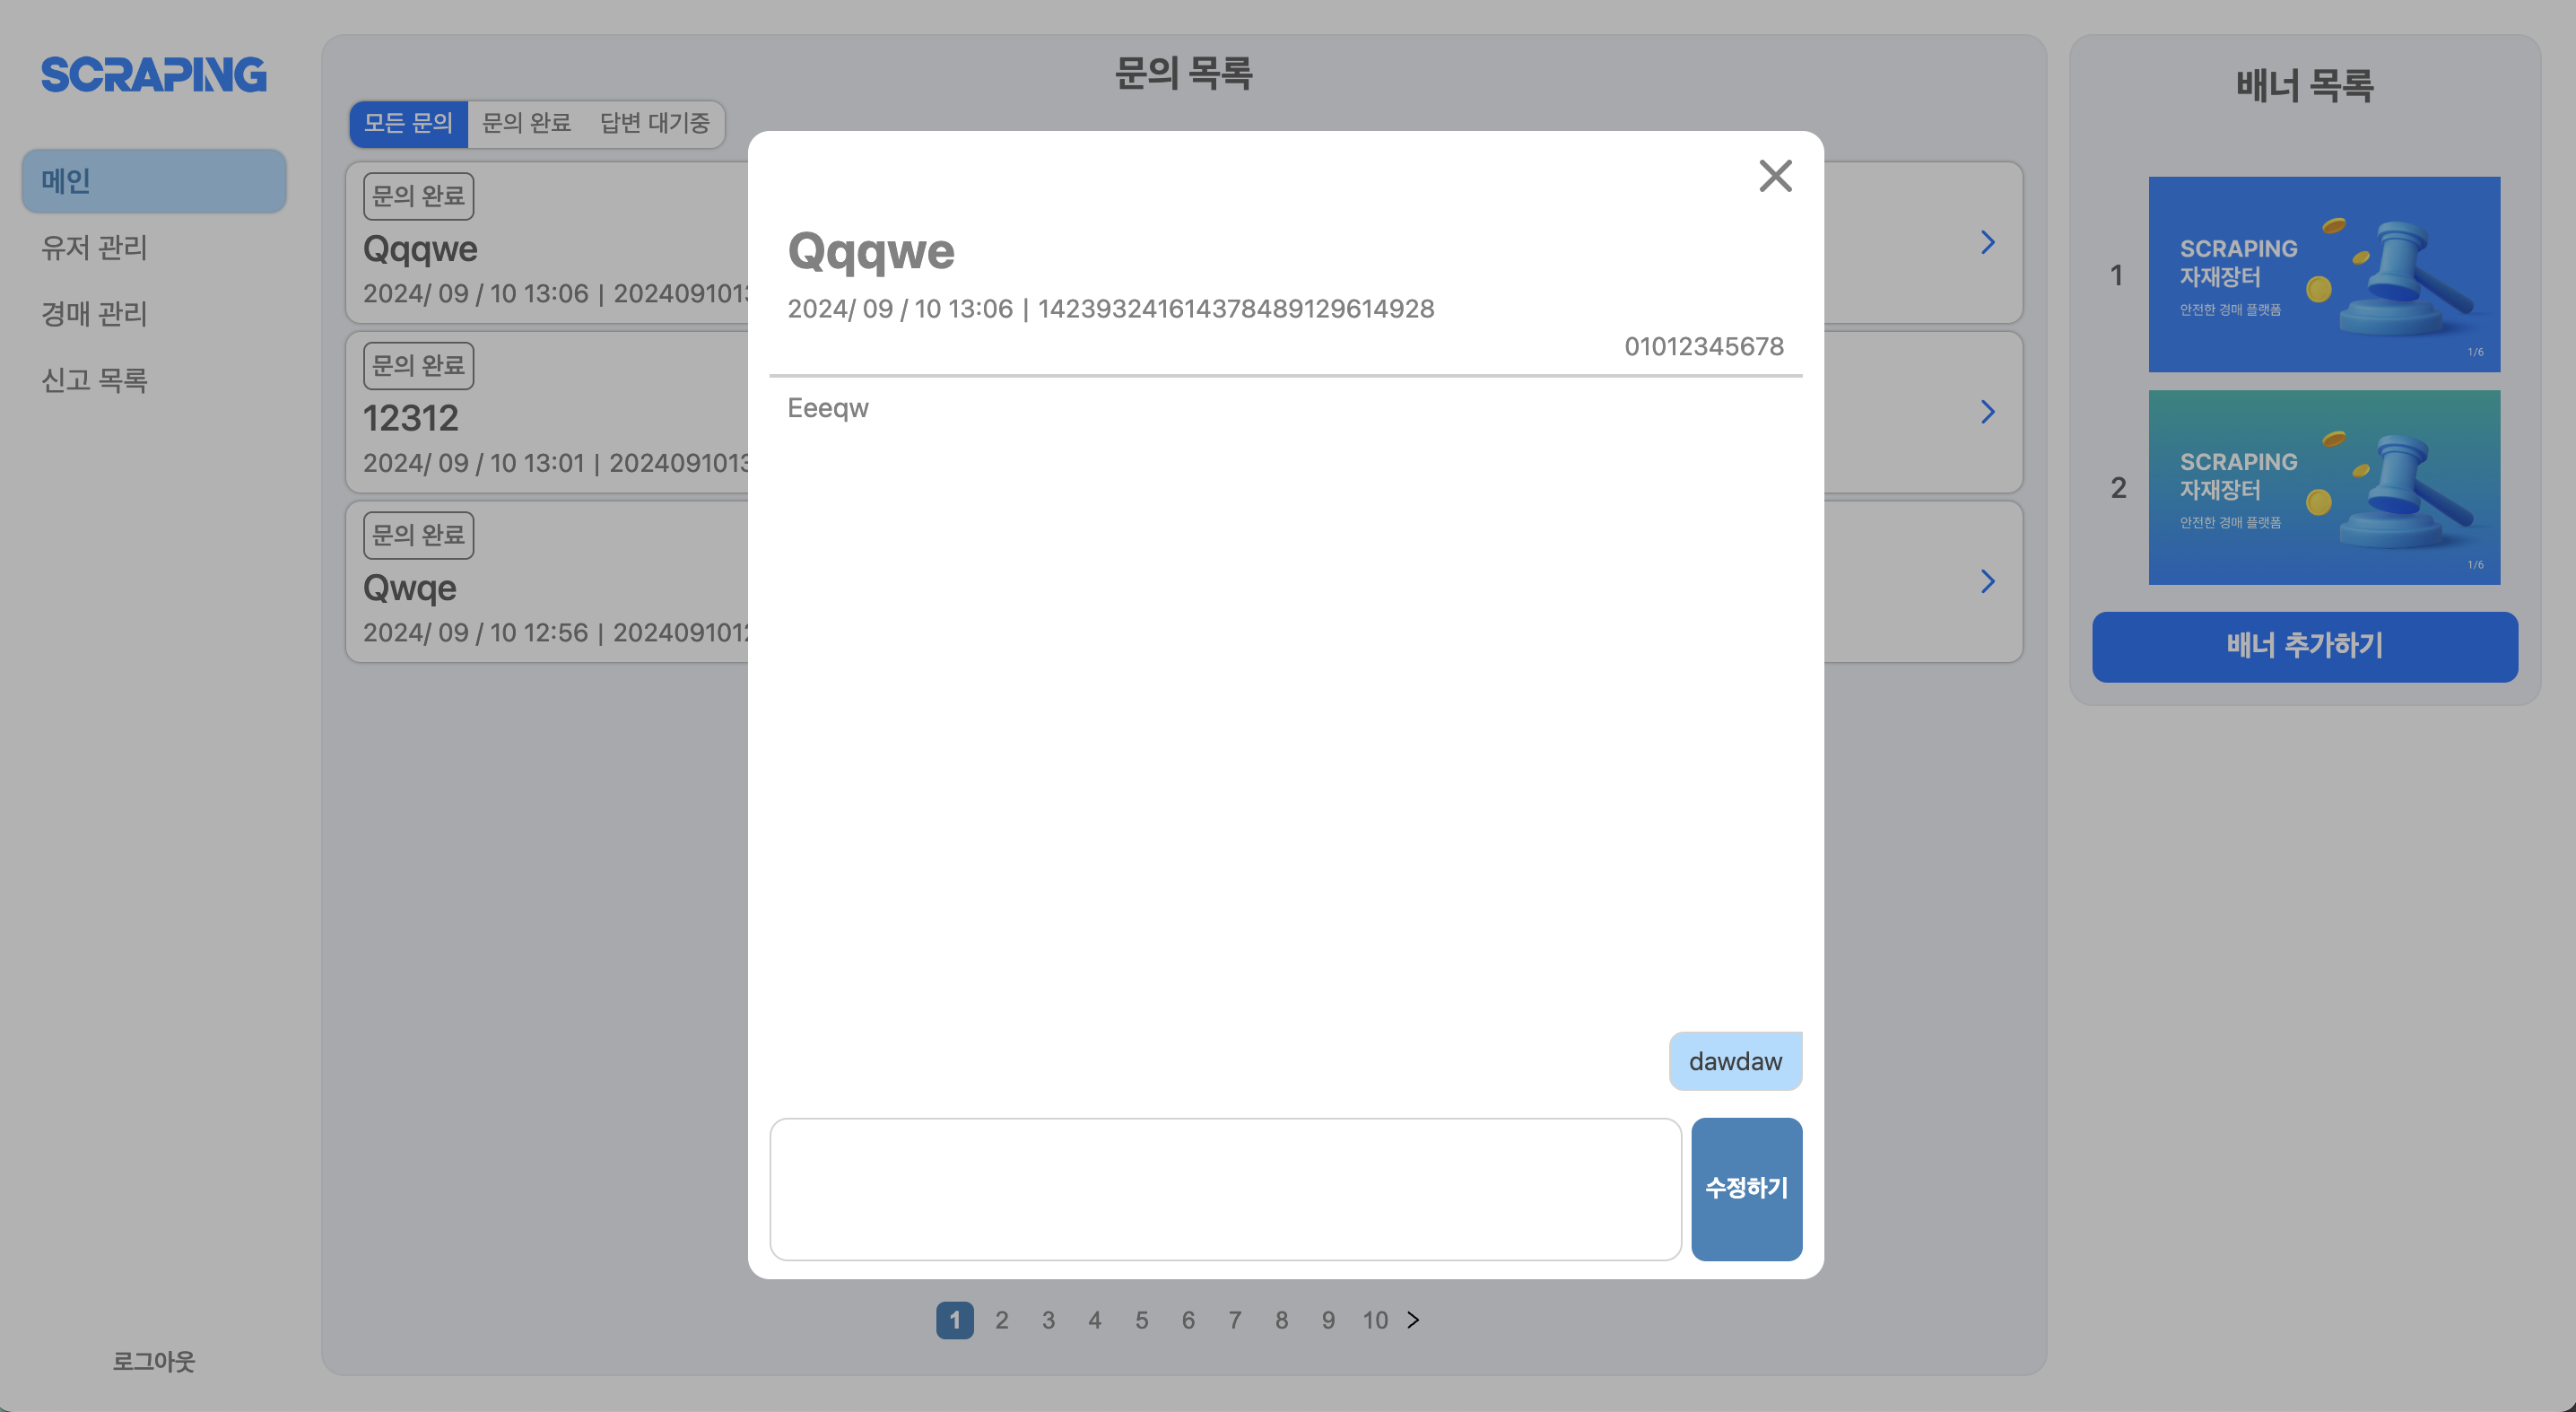 SCRAPING
메인
유저 관리
경매 관리
신고 목록
로그아웃
문의 목록
모든 문의 문의 완료 답변 대기중
문의 완료
Qqqwe
2024/ 09 / 10 13:06 | 202409101
문의 완료
12312
2024/ 09 / 10 13:01 | 202409101
문의 완료
Qwqe
2024/ 09 / 10 12:56 | 202409101
1 2 3 4 5 6 7 8 9 10
Qqqwe
2024/ 09 / 10 13:06 | 142393241614378489129614928
01012345678
Eeeqw
dawdaw
수정하기
배너 목록
1
SCRAPING
자재장터
안전한 경매 플랫폼
1/6
2
SCRAPING
자재장터
안전한 경매 플랫폼
1/6
배너 추가하기